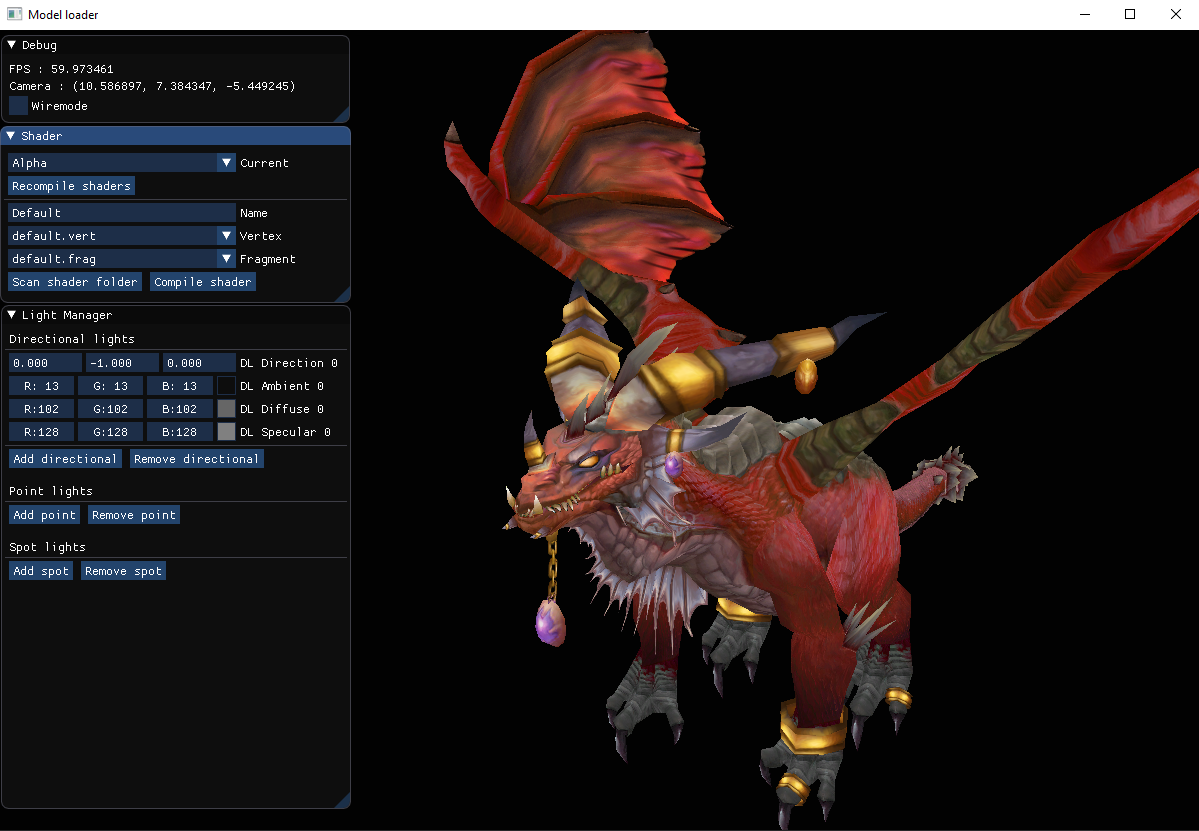 Model loader
Debug
FPS : 59.973461
Camera : (10.586897, 7.384347, -5.449245)
Wiremode
Shader
Alpha Current
Recompile shaders
Default Name
default.vert Vertex
default.frag Fragment
Scan shader folder Compile shader
Light Manager
Directional lights
0.000 -1.000 0.000 DL Direction 0
R: 13 G: 13 B: 13 DL Ambient 0
R:102 G:102 B:102 DL Diffuse 0
R:128 G:128 B:128 DL Specular 0
Add directional Remove directional
Point lights
Add point Remove point
Spot lights
Add spot Remove spot